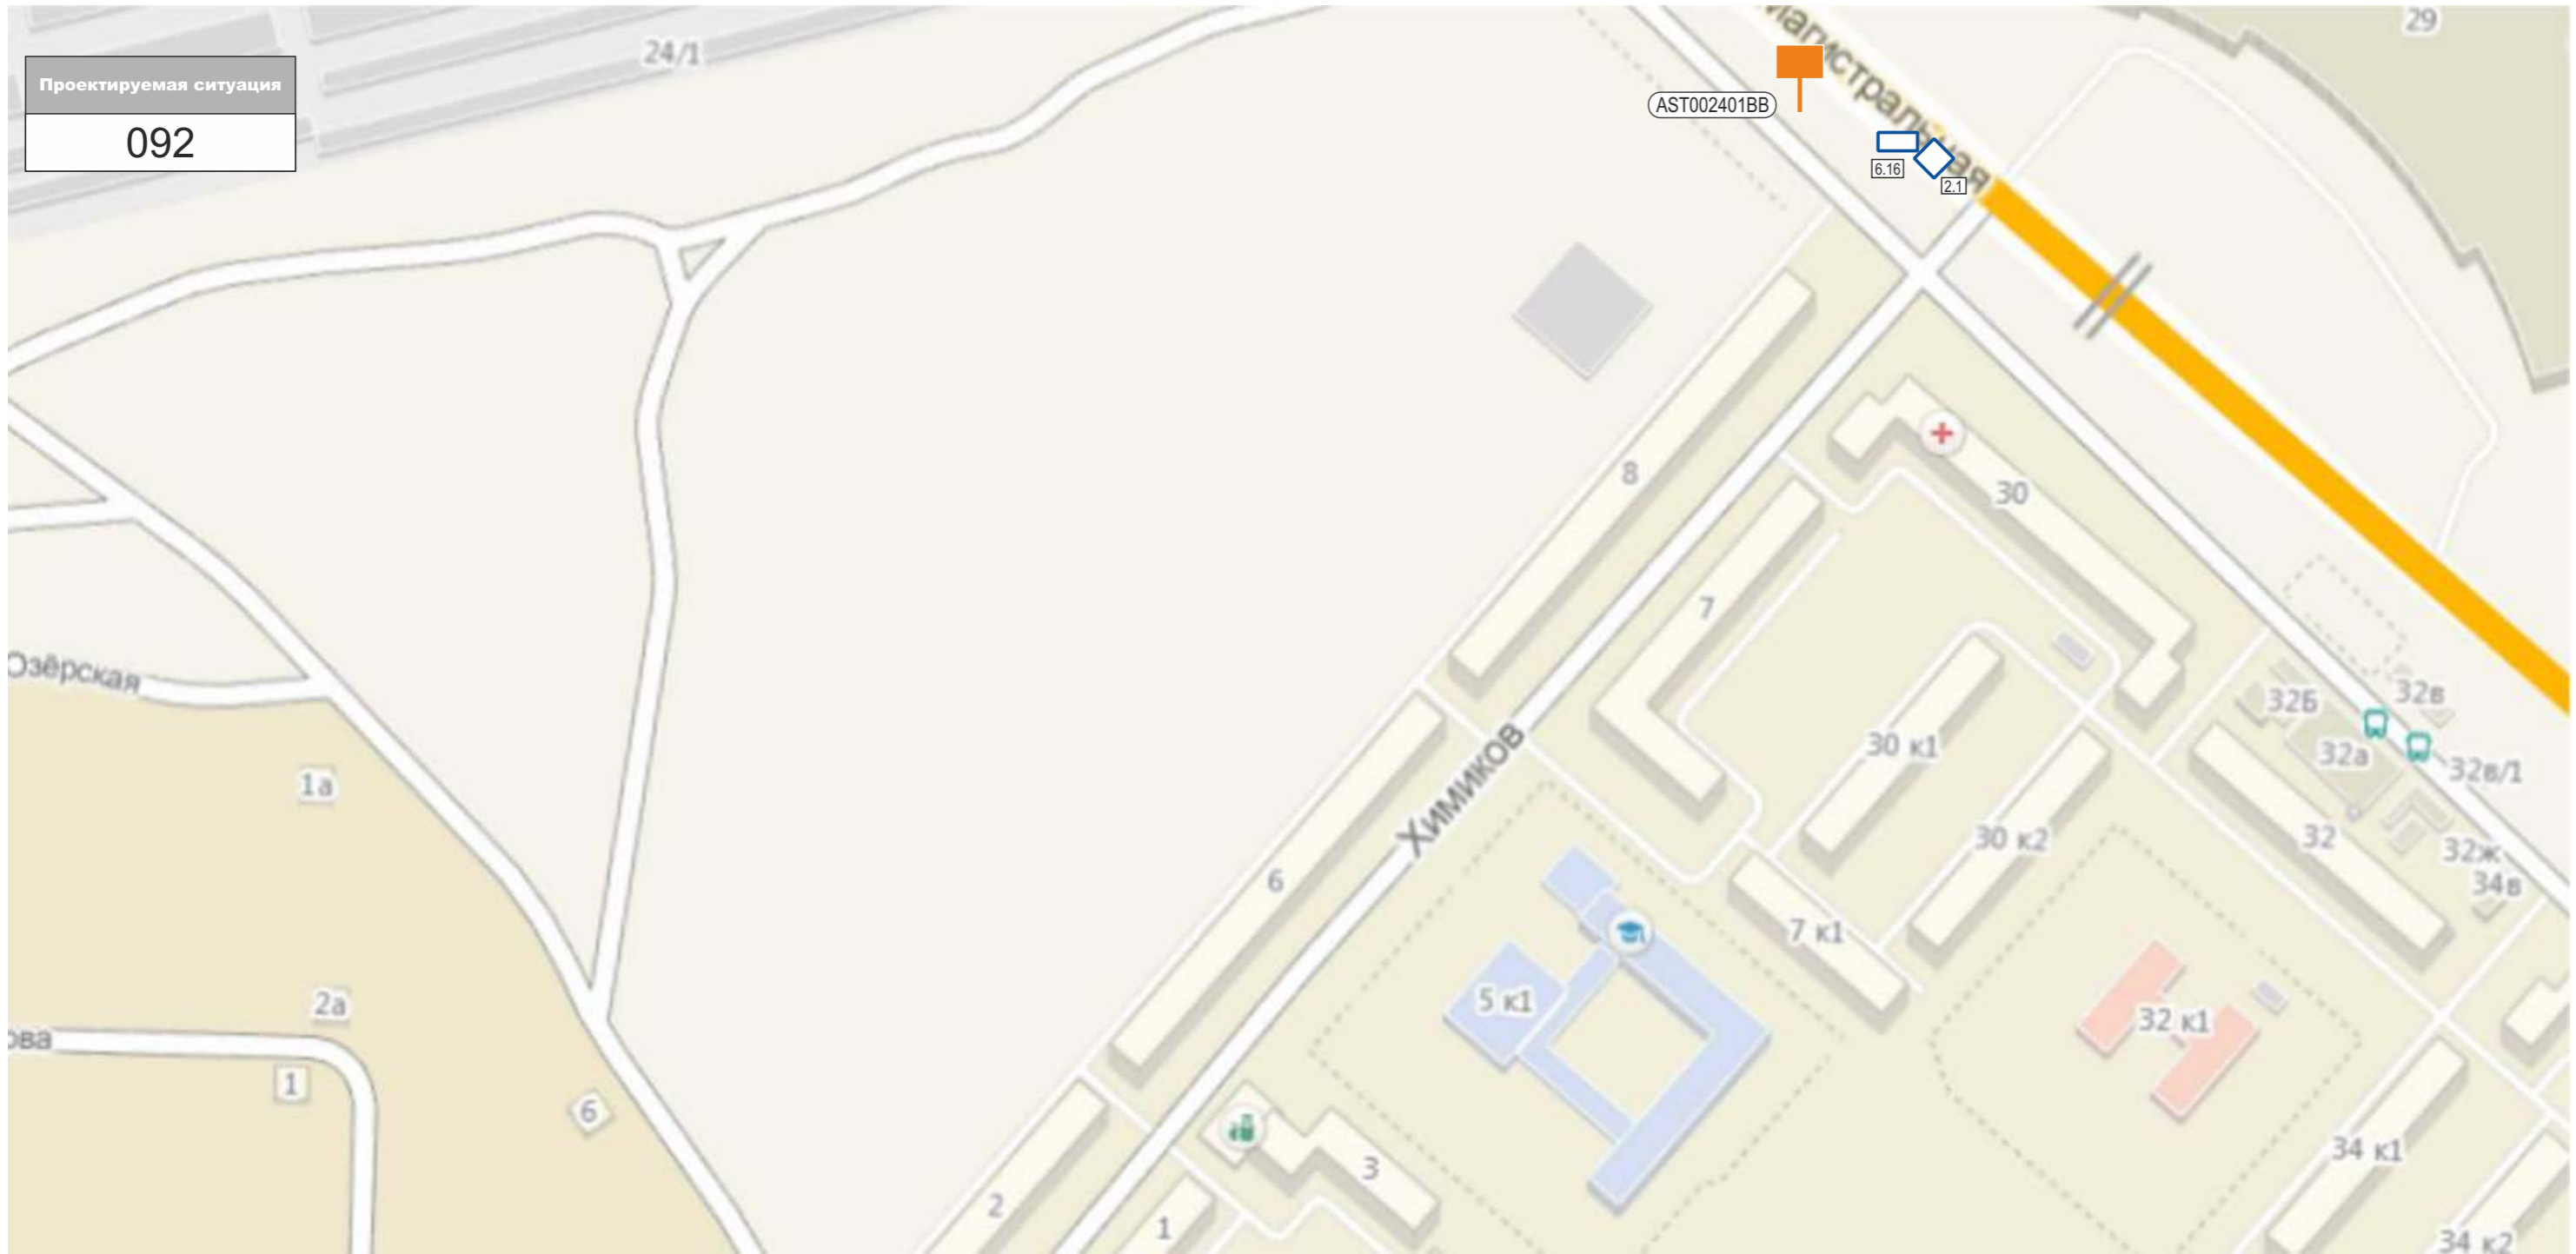 29
24/1
Магистральная
Проектируемая ситуация
092
AST002401BB
6.16
2.1
8
30
7
Озёрская
32Б
32в
30 к1
32а
32в/1
1а
Химиков
30 к2
32
32ж
6
34в
7 к1
5 к1
2а
32 к1
ова
1
6
34 к1
3
2
1
34 к2